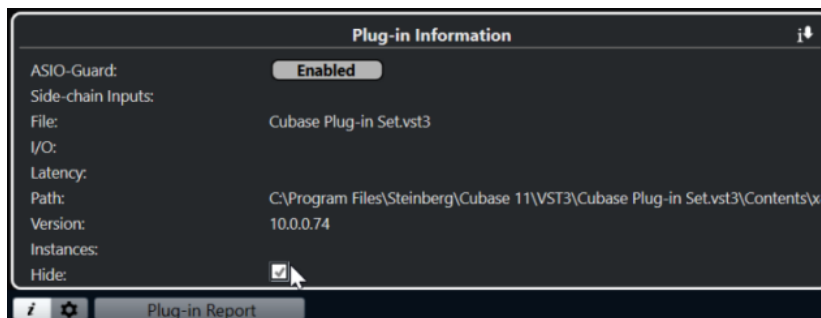 Plug-in Information
ASIO-Guard: Enabled
Side-chain Inputs:
File: Cubase Plug-in Set.vst3
I/O:
Latency:
Path: C:\Program Files\Steinberg\Cubase 11\VST3\Cubase Plug-in Set.vst3\Contents\x
Version: 10.0.0.74
Instances:
Hide:
i Plug-in Report